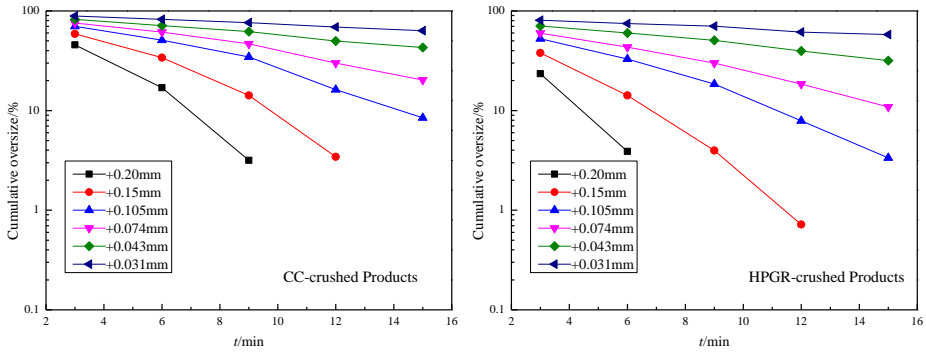 100
10
1
0.1
Cumulative oversize/%
+0.20mm
+0.15mm
+0.105mm
+0.074mm
+0.043mm
+0.031mm
CC-crushed Products
2 4 6 8 10 12 14 16
t/min
100
10
1
0.1
Cumulative oversize/%
+0.20mm
+0.15mm
+0.105mm
+0.074mm
+0.043mm
+0.031mm
HPGR-crushed Products
2 4 6 8 10 12 14 16
t/min